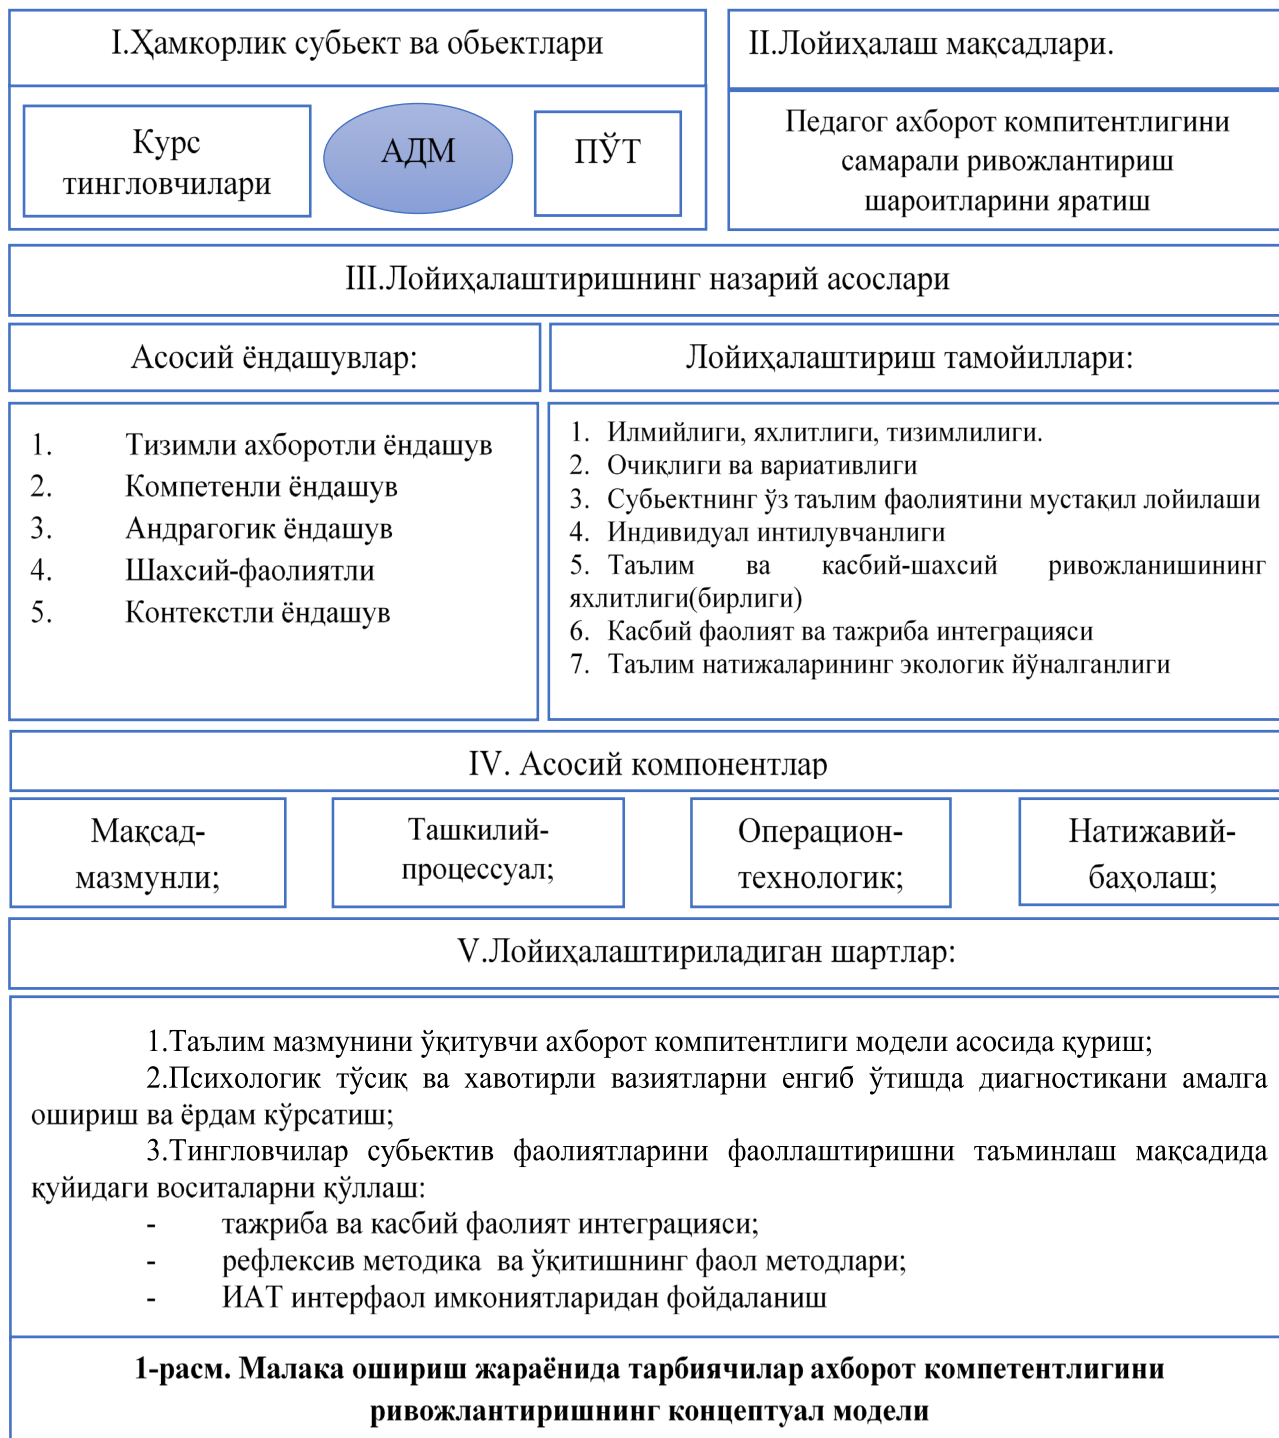 I.Ҳамкорлик субьект ва обьектлари
Курс
тингловчилари
АДМ
ПЎТ
II.Лойиҳалаш мақсадлари.
Педагог ахборот компитентлигини
самарали ривожлантириш
шароитларини яратиш
III.Лойиҳалаштиришнинг назарий асослари
Асосий ёндашувлар:
1. Тизимли ахборотли ёндашув
2. Компетенли ёндашув
3. Андрагогик ёндашув
4. Шахсий-фаолиятли
5. Контекстли ёндашув
Лойиҳалаштириш тамойиллари:
1. Илмийлиги, яхлитлиги, тизимлилиги.
2. Очиқлиги ва вариативлиги
3. Субьектнинг ўз таълим фаолиятини мустақил лойилаши
4. Индивидуал интилувчанлиги
5. Таълим ва касбий-шахсий ривожланишининг
яхлитлиги(бирлиги)
6. Касбий фаолият ва тажриба интеграцияси
7. Таълим натижаларининг экологик йўналганлиги
IV. Асосий компонентлар
Мақсад-
мазмунли;
Ташкилий-
процессуал;
Операцион-
технологик;
Натижавий-
баҳолаш;
V.Лойиҳалаштириладиган шартлар:
1.Таълим мазмунини ўқитувчи ахборот компитентлиги модели асосида қуриш;
2.Психологик тўсиқ ва хавотирли вазиятларни енгиб ўтишда диагностикани амалга
ошириш ва ёрдам кўрсатиш;
3.Тингловчилар субьектив фаолиятларини фаоллаштиришни таъминлаш мақсадида
қуйидаги воситаларни қўллаш:
- тажриба ва касбий фаолият интеграцияси;
- рефлексив методика ва ўқитишнинг фаол методлари;
- ИАТ интерфаол имкониятларидан фойдаланиш
1-расм. Малака ошириш жараёнида тарбиячилар ахборот компетентлигини
ривожлантиришнинг концептуал модели